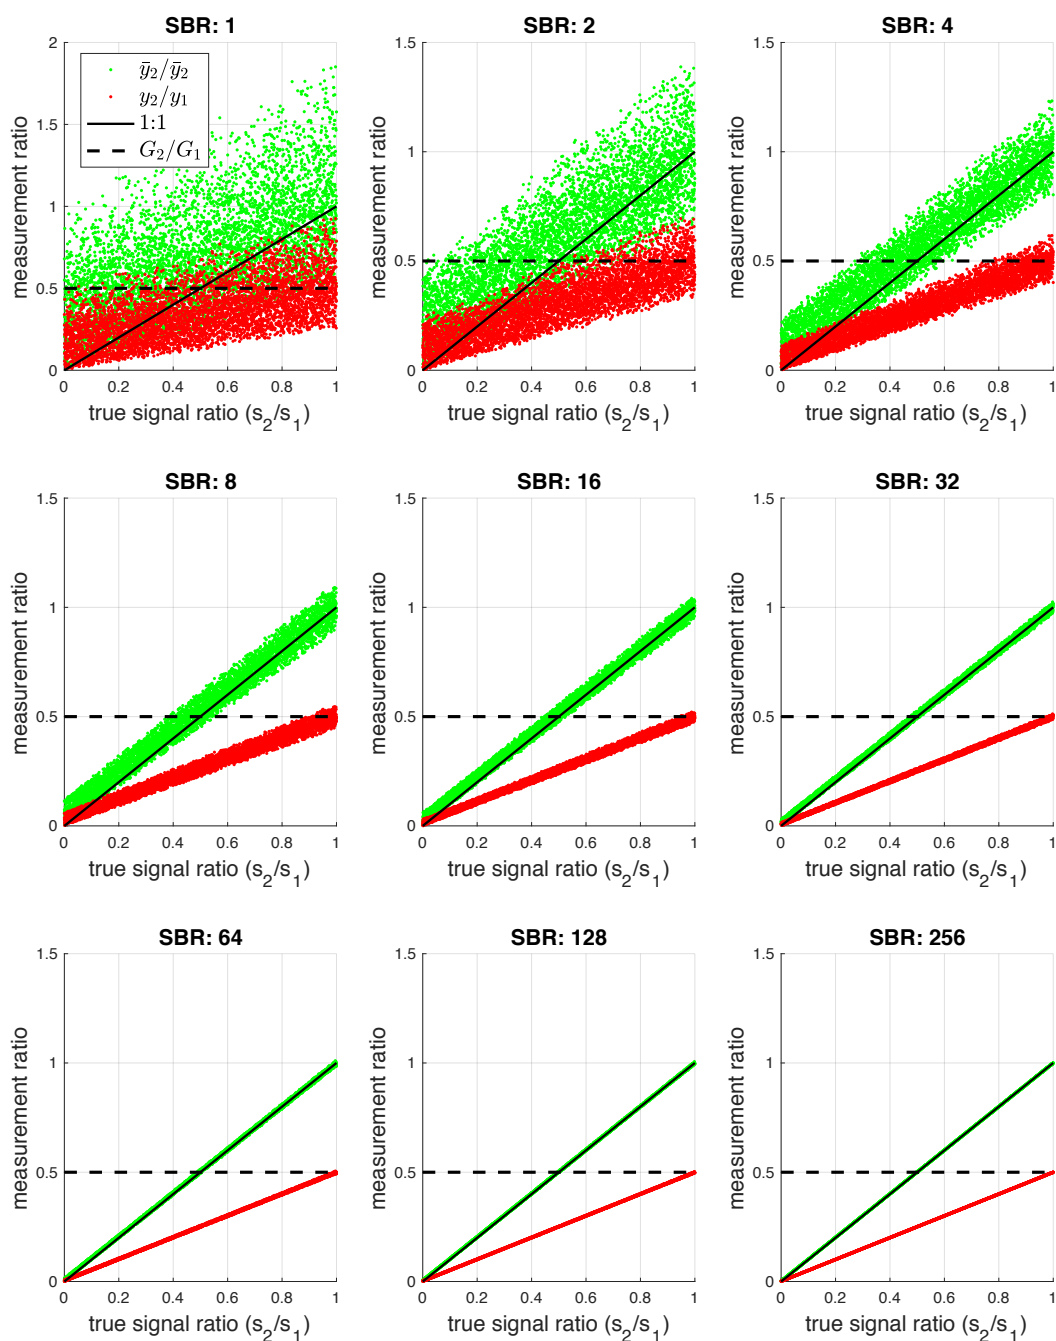 SBR: 1
2
1.5
1
0.5
0
measurement ratio
ȳ₂/ȳ₂
y₂/y₁
1:1
G₂/G₁
0 0.2 0.4 0.6 0.8 1
true signal ratio (s₂/s₁)
SBR: 2
1.5
1
0.5
0
measurement ratio
0 0.2 0.4 0.6 0.8 1
true signal ratio (s₂/s₁)
SBR: 4
1.5
1
0.5
0
measurement ratio
0 0.2 0.4 0.6 0.8 1
true signal ratio (s₂/s₁)
SBR: 8
1.5
1
0.5
0
measurement ratio
0 0.2 0.4 0.6 0.8 1
true signal ratio (s₂/s₁)
SBR: 16
1.5
1
0.5
0
measurement ratio
0 0.2 0.4 0.6 0.8 1
true signal ratio (s₂/s₁)
SBR: 32
1.5
1
0.5
0
measurement ratio
0 0.2 0.4 0.6 0.8 1
true signal ratio (s₂/s₁)
SBR: 64
1.5
1
0.5
0
measurement ratio
0 0.2 0.4 0.6 0.8 1
true signal ratio (s₂/s₁)
SBR: 128
1.5
1
0.5
0
measurement ratio
0 0.2 0.4 0.6 0.8 1
true signal ratio (s₂/s₁)
SBR: 256
1.5
1
0.5
0
measurement ratio
0 0.2 0.4 0.6 0.8 1
true signal ratio (s₂/s₁)